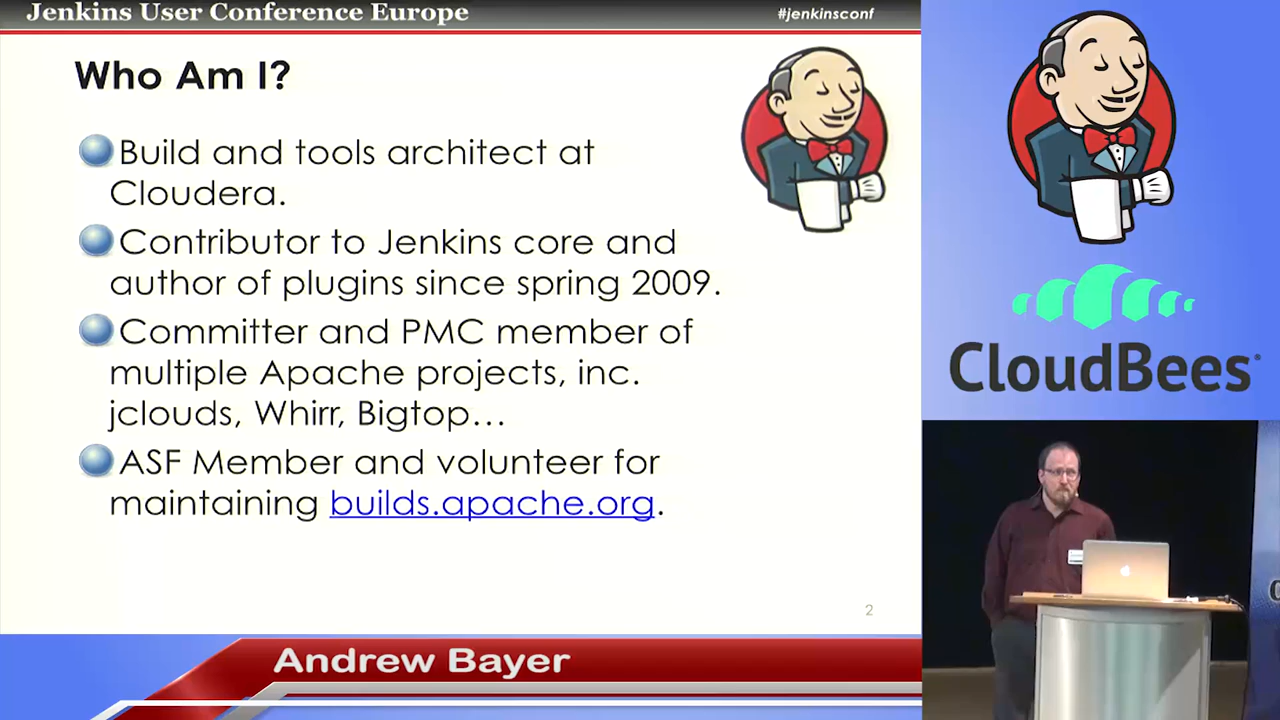 Jenkins User Conference Europe
#jenkinsconf
Who Am I?
Build and tools architect at
Cloudera.
Contributor to Jenkins core and
author of plugins since spring 2009.
Committer and PMC member of
multiple Apache projects, inc.
jclouds, Whirr, Bigtop…
ASF Member and volunteer for
maintaining builds.apache.org.
2
Andrew Bayer
CloudBees